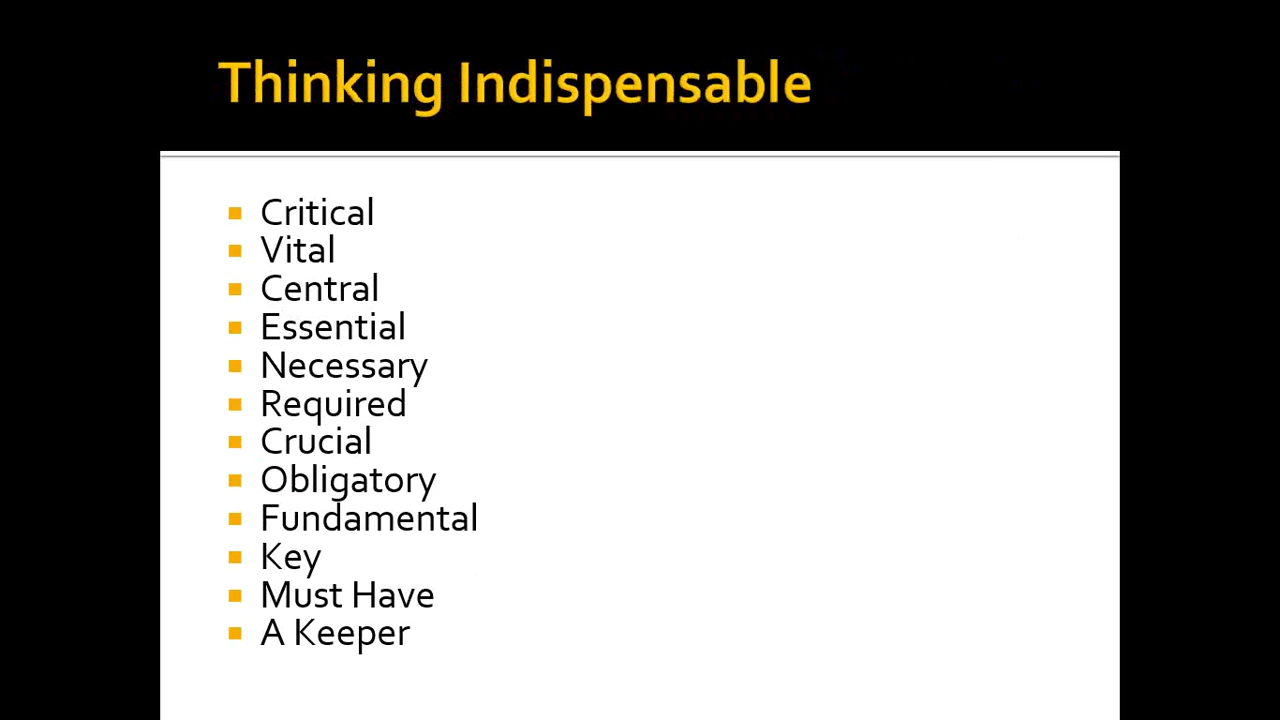 Thinking Indispensable
Critical
Vital
Central
Essential
Necessary
Required
Crucial
Obligatory
Fundamental
Key
Must Have
A Keeper